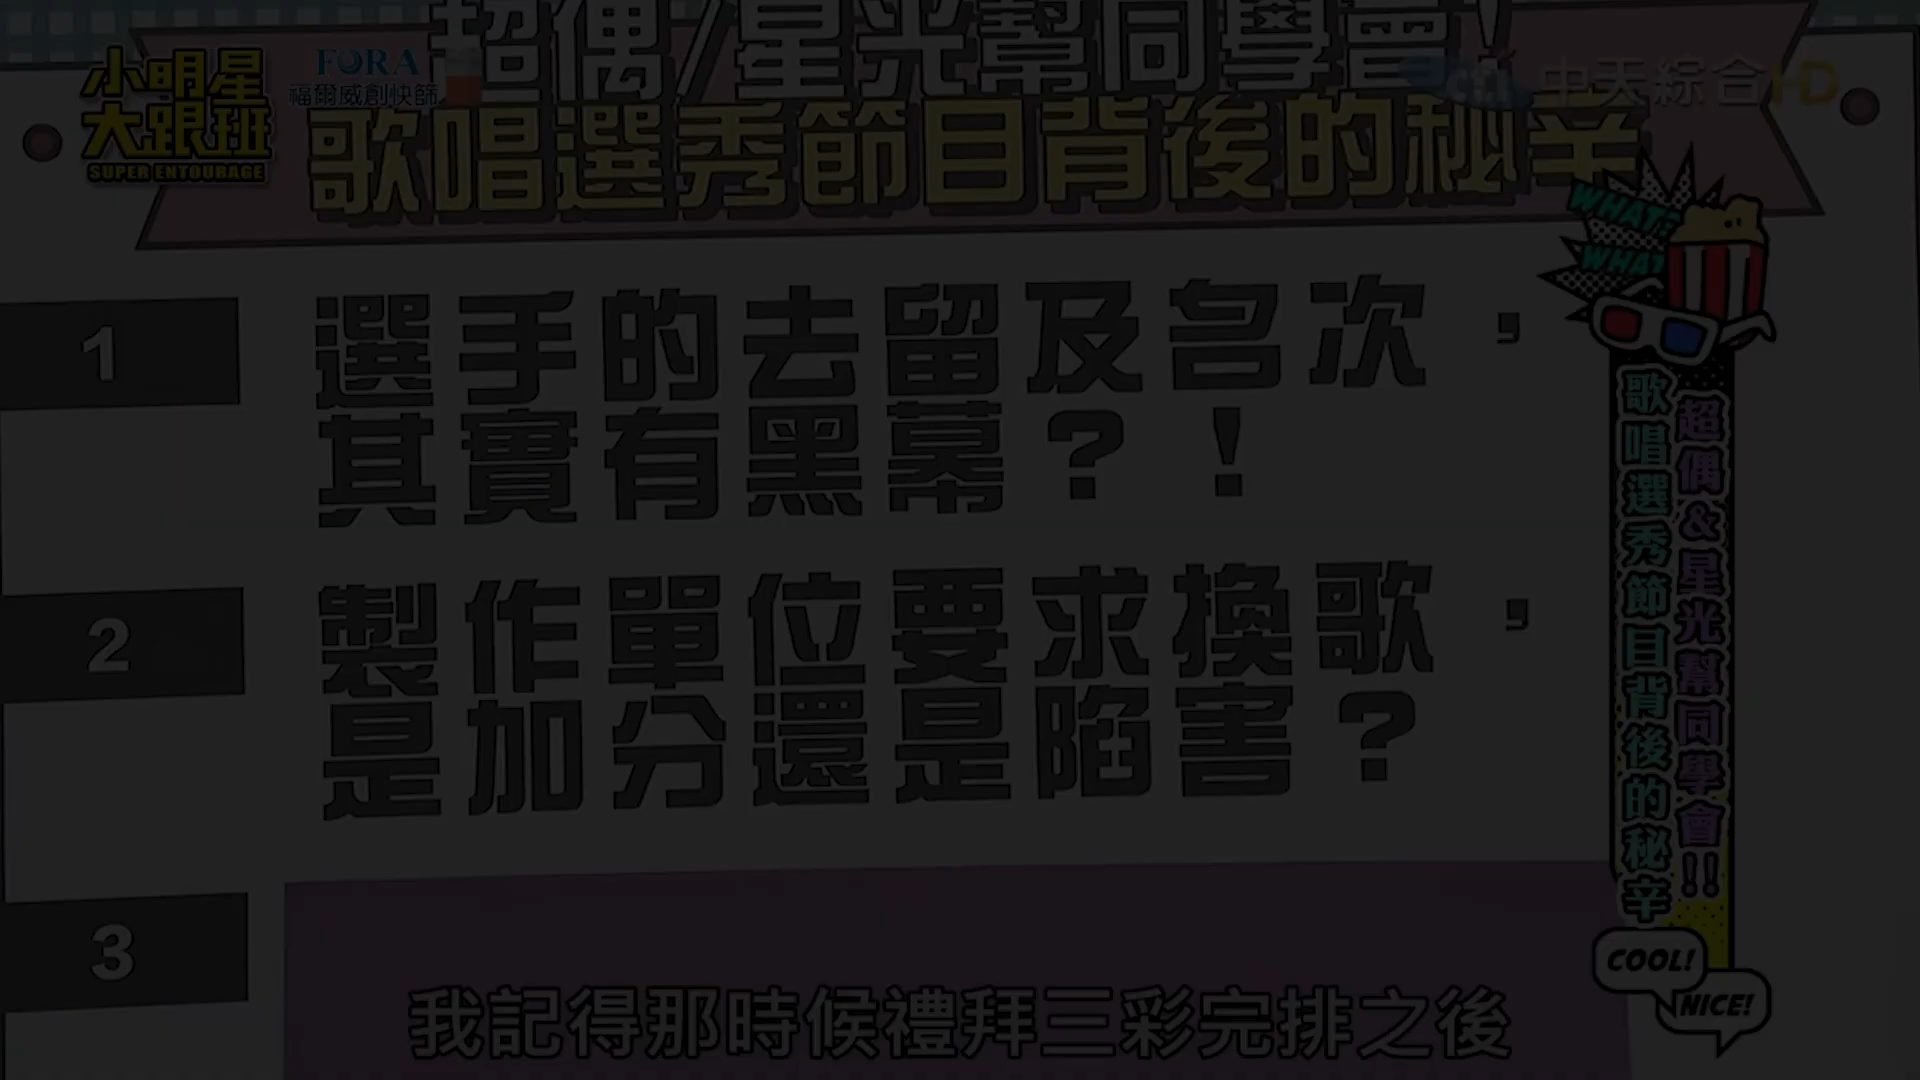 超偶/星光幫同學會!
歌唱選秀節目背後的秘辛
小明星
大跟班
SUPER ENTOURAGE
FORA
福爾威創快師
CTi
中天綜合HD
WHAT?
WHAT?
1
選手的去留及名次，
其實有黑幕？！
2
製作單位要求換歌，
是加分還是陷害？
3
超偶&星光幫同學會!!
歌唱選秀節目背後的秘辛
COOL!
NICE!
我記得那時候禮拜三彩完排之後